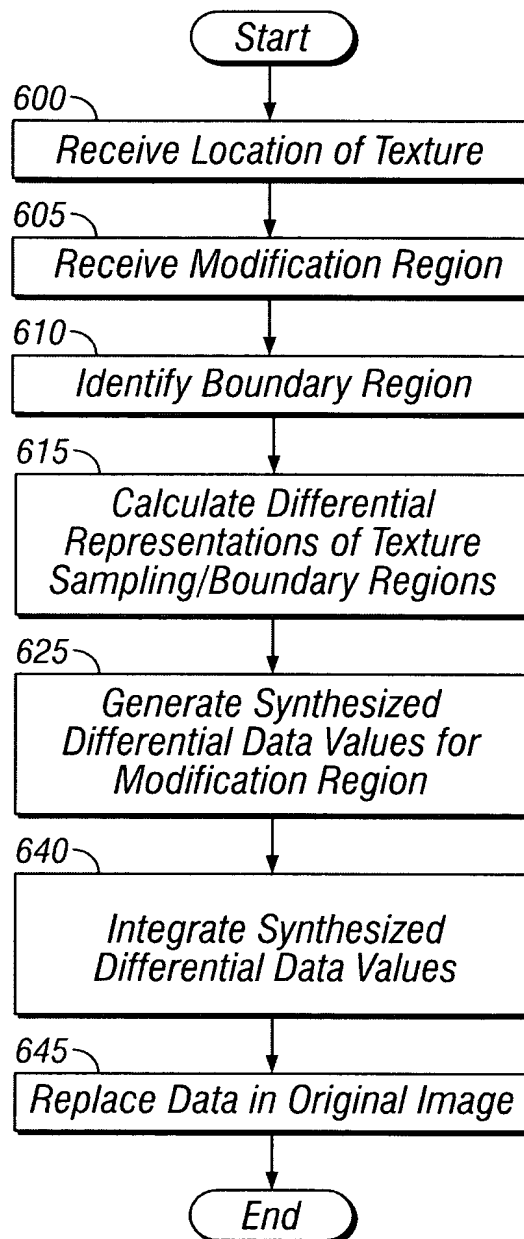 Start
600
Receive Location of Texture
605
Receive Modification Region
610
Identify Boundary Region
615
Calculate Differential
Representations of Texture
Sampling/Boundary Regions
625
Generate Synthesized
Differential Data Values for
Modification Region
640
Integrate Synthesized
Differential Data Values
645
Replace Data in Original Image
End